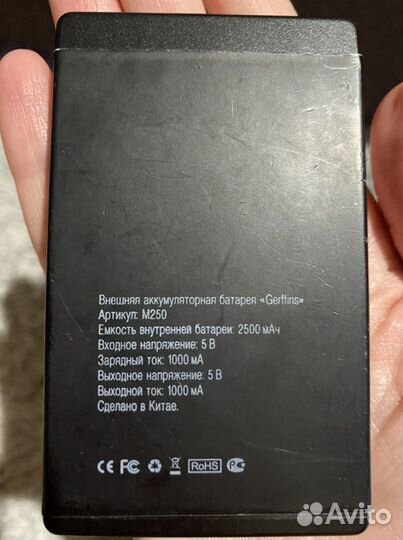 Внешняя аккумуляторная батарея «Gerffins»
Артикул: M250
Емкость внутренней батареи: 2500 мАч
Входное напряжение: 5 В
Зарядный ток: 1000 мА
Выходное напряжение: 5 В
Выходной ток: 1000 мА
Сделано в Китае.
CE FC RoHS РС
Avito